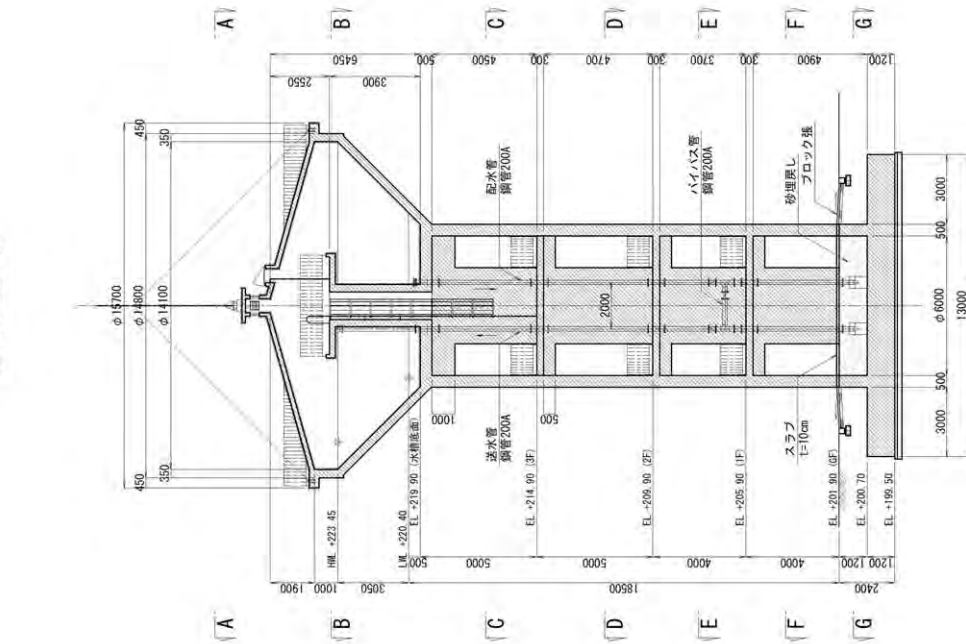 A
B
C
D
E
F
G
6450
500
4500
300
4700
300
3700
300
4900
1200
2550
3900
450
350
φ15700
φ14800
φ14100
350
450
配水管
鋼管200A
バイパス管
鋼管200A
砂埋戻し
ブロック張
2000
3000
500
φ6000
500
3000
13000
1000
500
送水管
鋼管200A
スラブ
t=10cm
HWL +223.45
LWL +220.40
EL +219.90 (水槽底面)
EL +214.90 (3F)
EL +209.90 (2F)
EL +205.90 (1F)
EL +201.90 (GF)
EL +200.70
EL +199.50
1900
1000
3050
500
5000
5000
4000
4000
1200
1200
18500
2400
A
B
C
D
E
F
G